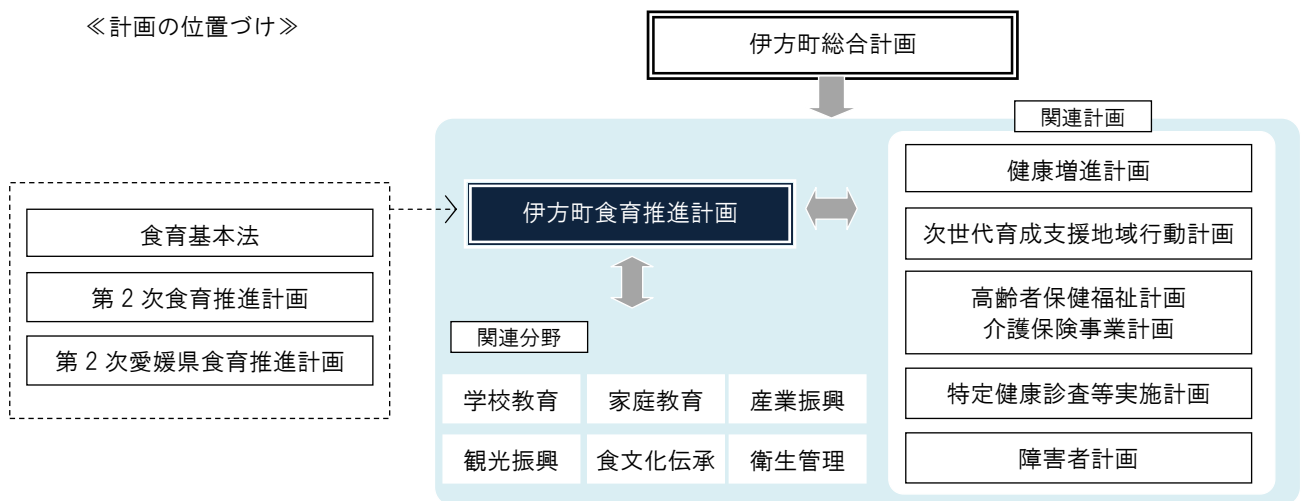 ≪計画の位置づけ≫
伊方町総合計画
関連計画
健康増進計画
伊方町食育推進計画
次世代育成支援地域行動計画
食育基本法
第2次食育推進計画
第2次愛媛県食育推進計画
高齢者保健福祉計画
介護保険事業計画
関連分野
特定健康診査等実施計画
学校教育 家庭教育 産業振興
観光振興 食文化伝承 衛生管理
障害者計画